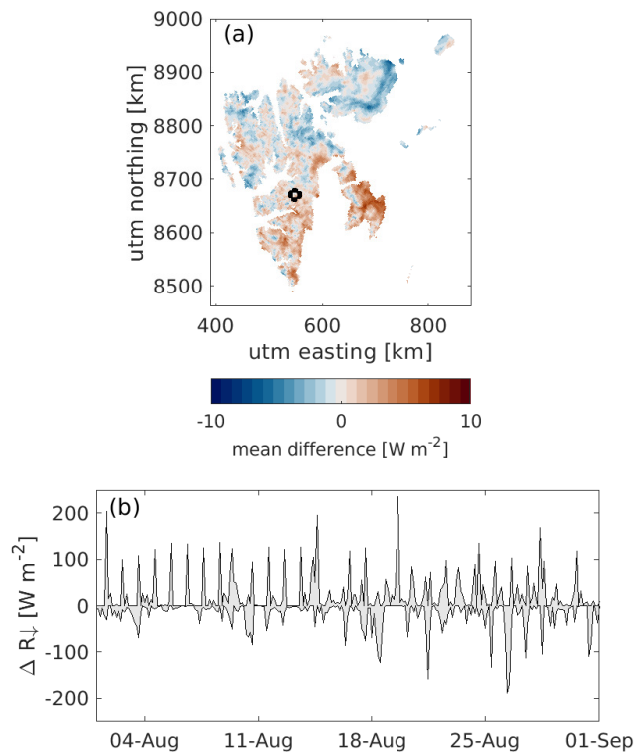 (a)
9000
8900
8800
8700
8600
8500
utm northing [km]
400 600 800
utm easting [km]
-10 0 10
mean difference [W m⁻²]
(b)
200
100
0
-100
-200
Δ R↓ [W m⁻²]
04-Aug 11-Aug 18-Aug 25-Aug 01-Sep